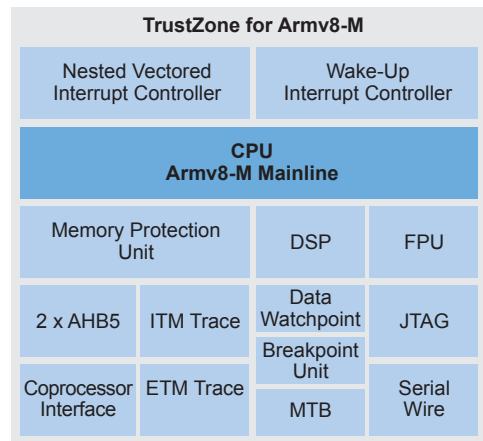 TrustZone for Armv8-M
Nested Vectored
Interrupt Controller
Wake-Up
Interrupt Controller
CPU
Armv8-M Mainline
Memory Protection
Unit
DSP
FPU
2 x AHB5
ITM Trace
Data
Watchpoint
JTAG
Breakpoint
Unit
Coprocessor
Interface
ETM Trace
MTB
Serial
Wire